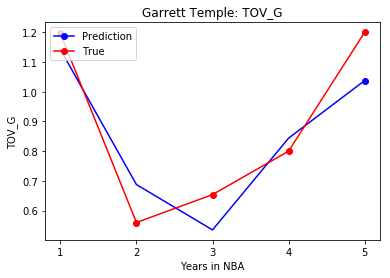 Garrett Temple: TOV_G
Prediction
True
1.2
1.1
1.0
0.9
0.8
0.7
0.6
TOV_G
1 2 3 4 5
Years in NBA